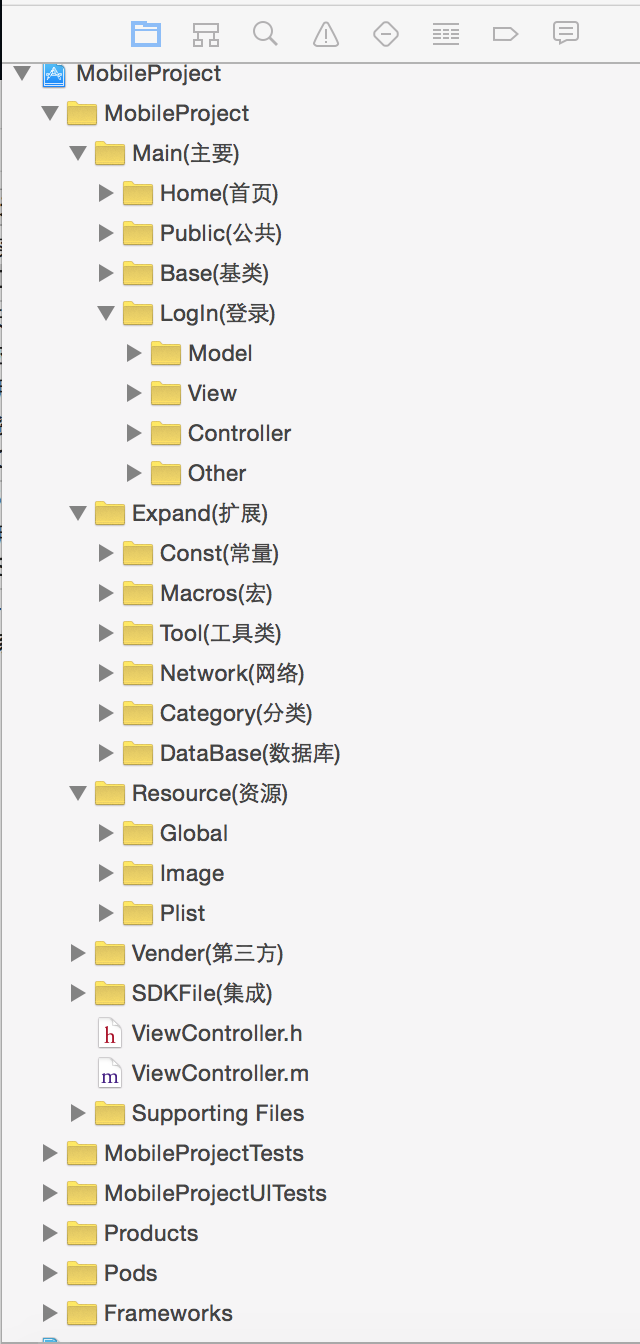 MobileProject
MobileProject
Main(主要)
Home(首页)
Public(公共)
Base(基类)
LogIn(登录)
Model
View
Controller
Other
Expand(扩展)
Const(常量)
Macros(宏)
Tool(工具类)
Network(网络)
Category(分类)
DataBase(数据库)
Resource(资源)
Global
Image
Plist
Vender(第三方)
SDKFile(集成)
h ViewController.h
m ViewController.m
Supporting Files
MobileProjectTests
MobileProjectUITests
Products
Pods
Frameworks